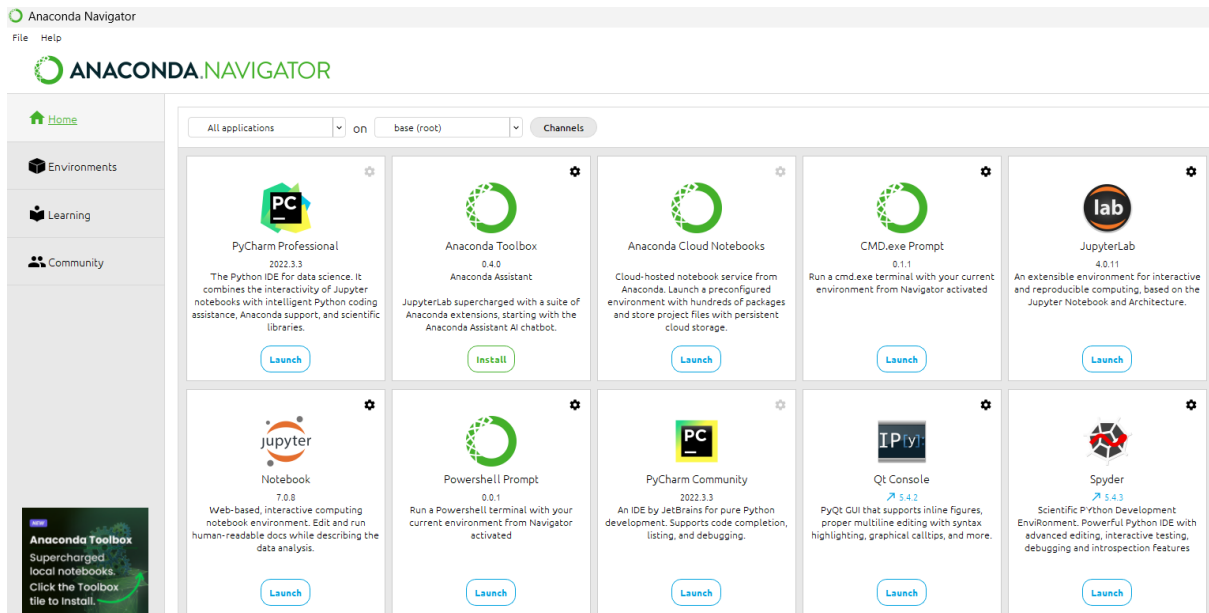 Anaconda Navigator
File Help
ANACONDA.NAVIGATOR
Home
Environments
Learning
Community
All applications on base (root) Channels
PC
PyCharm Professional
2022.3.3
The Python IDE for data science. It
combines the interactivity of Jupyter
notebooks with intelligent Python coding
assistance, Anaconda support, and scientific
libraries.
Launch
Anaconda Toolbox
0.4.0
Anaconda Assistant
JupyterLab supercharged with a suite of
Anaconda extensions, starting with the
Anaconda Assistant AI chatbot.
Install
Anaconda Cloud Notebooks
Cloud-hosted notebook service from
Anaconda. Launch a preconfigured
environment with hundreds of packages
and store project files with persistent
cloud storage.
Launch
CMD.exe Prompt
0.1.1
Run a cmd.exe terminal with your current
environment from Navigator activated
Launch
lab
JupyterLab
4.0.11
An extensible environment for interactive
and reproducible computing, based on the
Jupyter Notebook and Architecture.
Launch
jupyter
Notebook
7.0.8
Web-based, interactive computing
notebook environment. Edit and run
human-readable docs while describing the
data analysis.
Launch
Powershell Prompt
0.0.1
Run a Powershell terminal with your
current environment from Navigator
activated
Launch
PC
PyCharm Community
2022.3.3
An IDE by JetBrains for pure Python
development. Supports code completion,
listing, and debugging.
Launch
IP[y]:
Qt Console
5.4.2
PyQt GUI that supports inline figures,
proper multiline editing with syntax
highlighting, graphical calltips, and more.
Launch
Spyder
5.4.3
Scientific PYthon Development
EnviRonment. Powerful Python IDE with
advanced editing, interactive testing,
debugging and introspection features
Launch
NEW
Anaconda Toolbox
Supercharged
local notebooks.
Click the Toolbox
tile to Install.